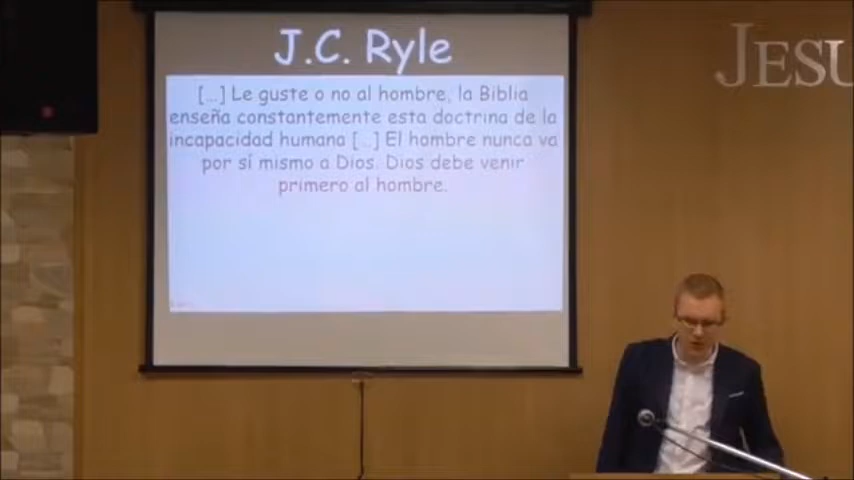 J.C. Ryle
[...] Le guste o no al hombre, la Biblia
enseña constantemente esta doctrina de la
incapacidad humana [...] El hombre nunca va
por sí mismo a Dios. Dios debe venir
primero al hombre.
JESU